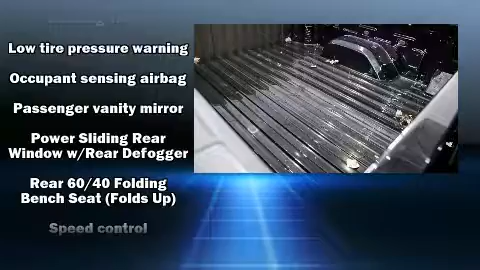 Low tire pressure warning
Occupant sensing airbag
Passenger vanity mirror
Power Sliding Rear
Window w/Rear Defogger
Rear 60/40 Folding
Bench Seat (Folds Up)
Speed control